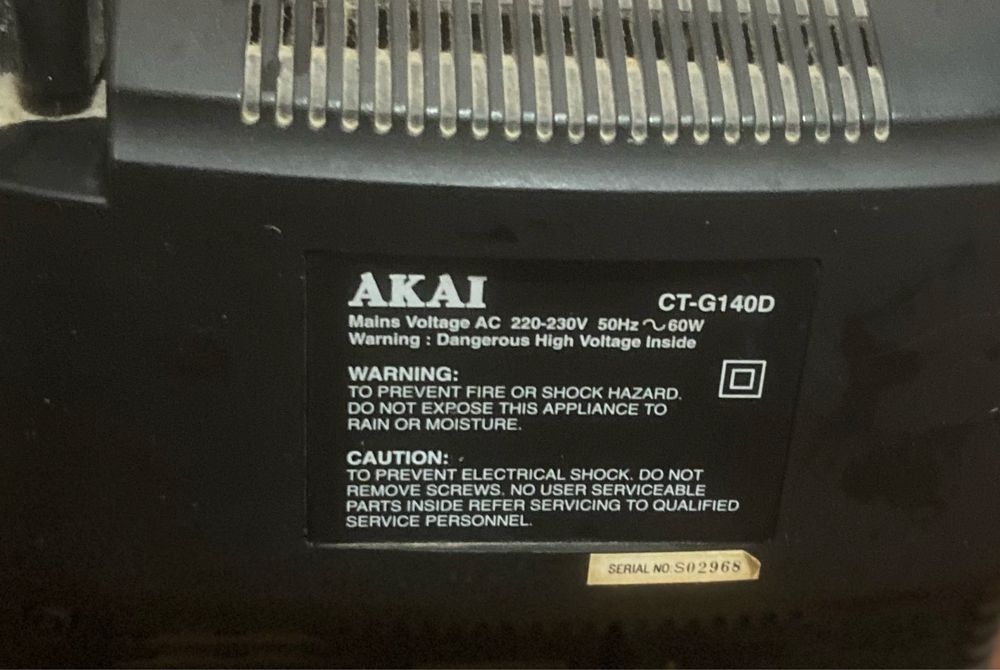 AKAI
CT-G140D
Mains Voltage AC 220-230V 50Hz ∿ 60W
Warning : Dangerous High Voltage Inside
WARNING:
TO PREVENT FIRE OR SHOCK HAZARD.
DO NOT EXPOSE THIS APPLIANCE TO
RAIN OR MOISTURE.
CAUTION:
TO PREVENT ELECTRICAL SHOCK. DO NOT
REMOVE SCREWS. NO USER SERVICEABLE
PARTS INSIDE REFER SERVICING TO QUALIFIED
SERVICE PERSONNEL.
SERIAL NO S02968